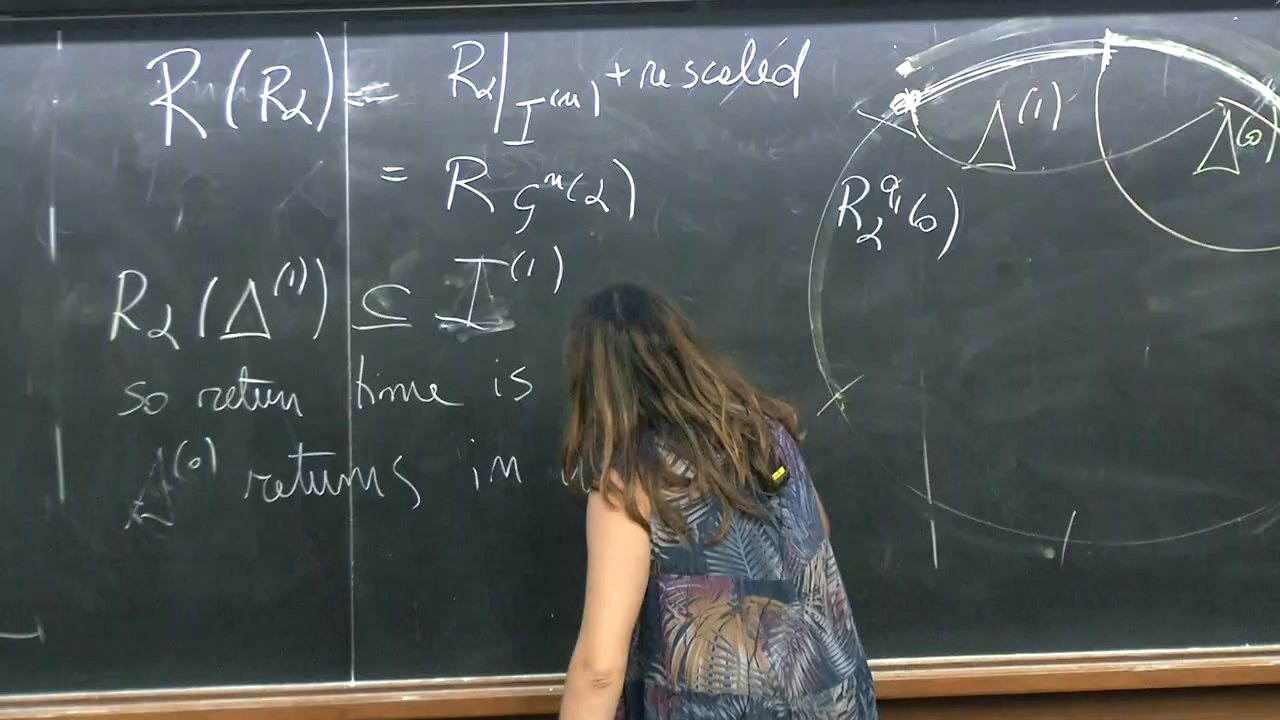 R(R_α) = R_α|_{I^{(n)}} + rescaled
= R_{G^n(α)}
R_α(Δ^{(1)}) ⊆ I^{(1)}
so return time is
Δ^{(0)} returns in
Δ^{(1)}
Δ^{(0)}
R_α^{q_1}(0)